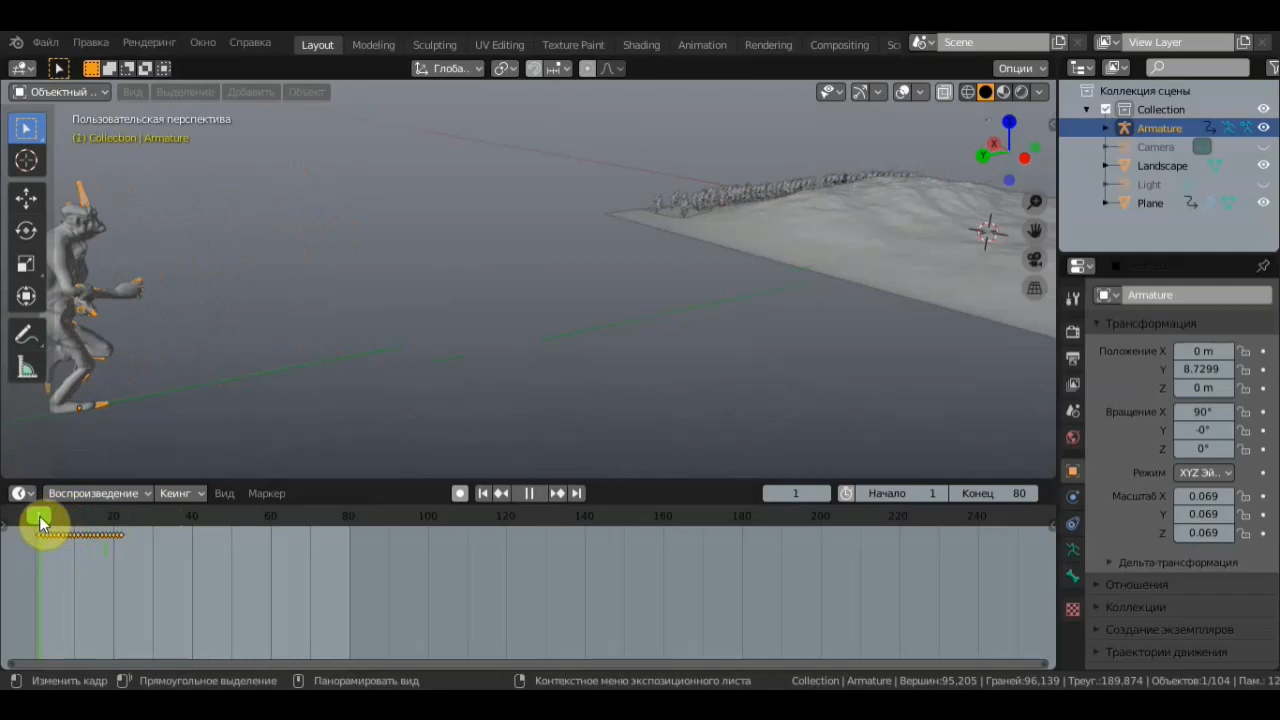 Файл Правка Рендеринг Окно Справка Layout Modeling Sculpting UV Editing Texture Paint Shading Animation Rendering Compositing Sc Scene View Layer
Глоба.. Опции
Объектный .. Вид Выделение Добавить Объект
Пользовательская перспектива
(1) Collection | Armature
Коллекция сцены
Collection
Armature
Camera
Landscape
Light
Plane
Armature
Трансформация
Положение X 0 m
Y 8.7299
Z 0 m
Вращение X 90°
Y -0°
Z 0°
Режим XYZ Эй..
Масштаб X 0.069
Y 0.069
Z 0.069
Дельта-трансформация
Отношения
Коллекции
Создание экземпляров
Траектории движения
X
Y
Воспроизведение Кеинг Вид Маркер 1 Начало 1 Конец 80
20 40 60 80 100 120 140 160 180 200 220 240
Изменить кадр Прямоугольное выделение Панорамировать вид Контекстное меню экспозиционного листа Collection | Armature | Вершин:95,205 | Граней:96,139 | Треуг.:189,874 | Объектов:1/104 | Пам.: 12